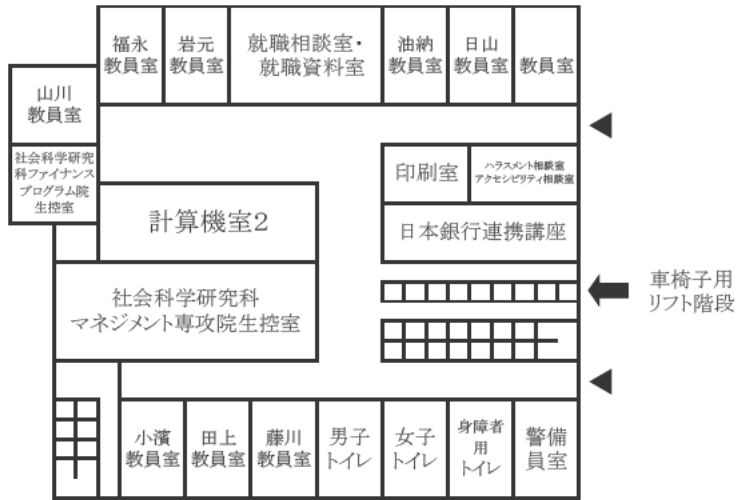 福永
教員室
岩元
教員室
就職相談室・
就職資料室
油納
教員室
日山
教員室
教員室
山川
教員室
社会科学研究
科ファイナンス
プログラム院
生控室
印刷室
ハラスメント相談室
アクセシビリティ相談室
計算機室2
日本銀行連携講座
社会科学研究科
マネジメント専攻院生控室
車椅子用
リフト階段
小濱
教員室
田上
教員室
藤川
教員室
男子
トイレ
女子
トイレ
身障者
用
トイレ
警備
員室